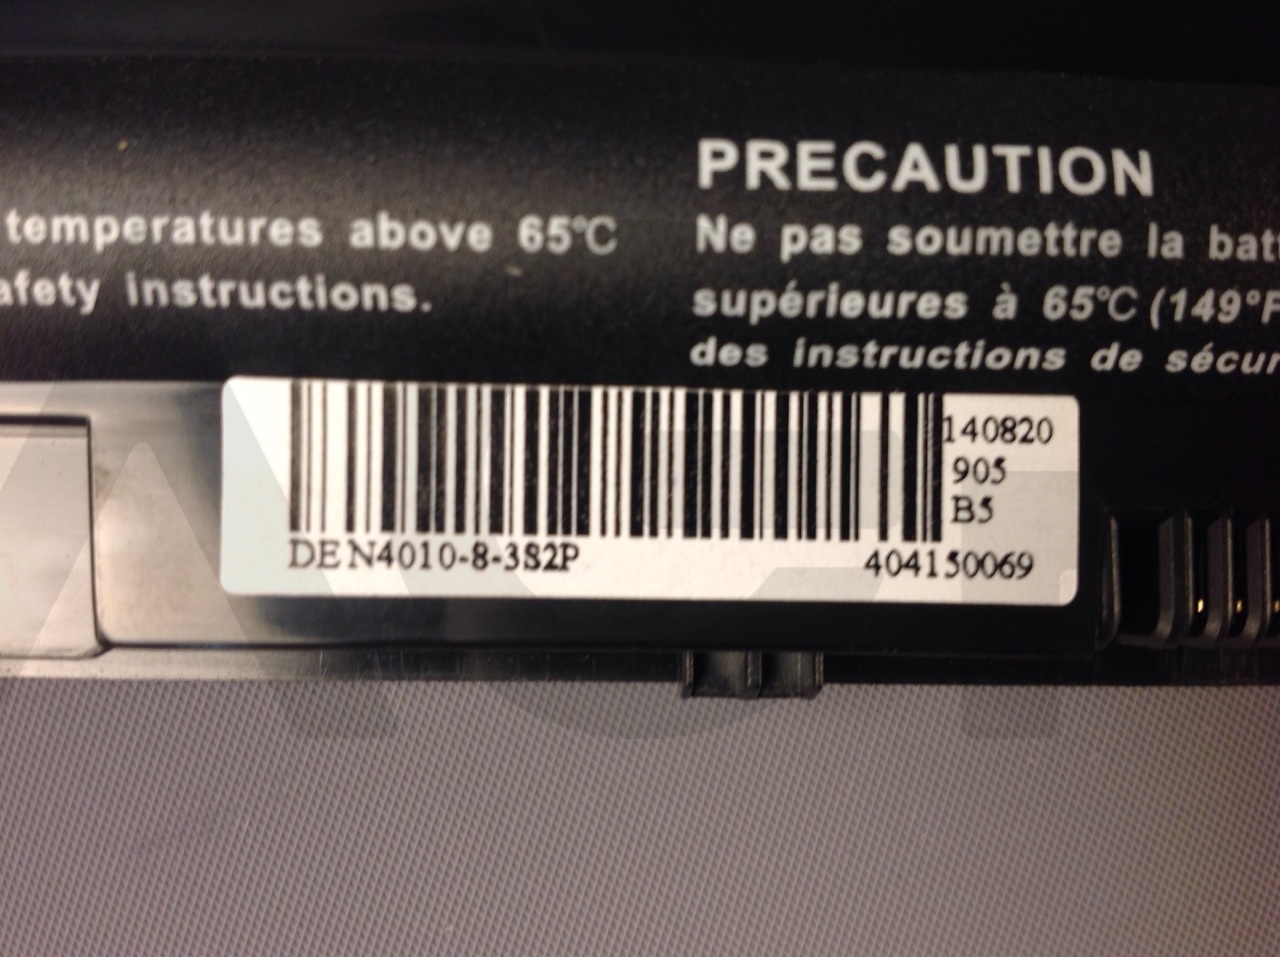 temperatures above 65°C
afety instructions.
PRECAUTION
Ne pas soumettre la batt
supérieures à 65°C (149°F
des instructions de sécur
140820
905
B5
DEN4010-8-3S2P
404150069